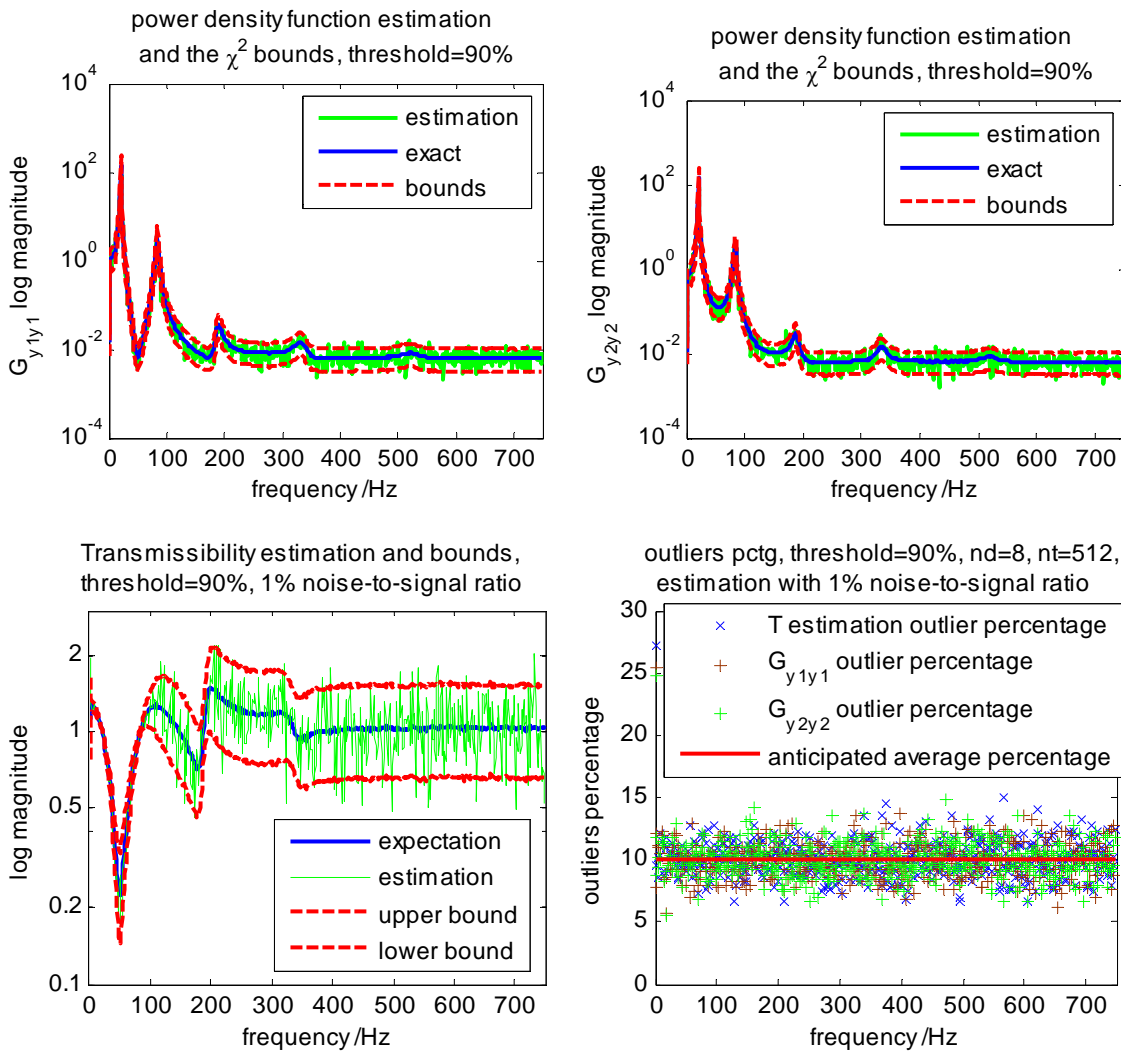 power density function estimation
and the χ² bounds, threshold=90%
G y1y1 log magnitude
10⁴
10²
10⁰
10⁻²
10⁻⁴
estimation
exact
bounds
0 100 200 300 400 500 600 700
frequency /Hz
power density function estimation
and the χ² bounds, threshold=90%
G y2y2 log magnitude
10⁴
10²
10⁰
10⁻²
10⁻⁴
estimation
exact
bounds
0 100 200 300 400 500 600 700
frequency /Hz
Transmissibility estimation and bounds,
threshold=90%, 1% noise-to-signal ratio
log magnitude
2
1
0.5
0.2
0.1
expectation
estimation
upper bound
lower bound
0 100 200 300 400 500 600 700
frequency /Hz
outliers pctg, threshold=90%, nd=8, nt=512,
estimation with 1% noise-to-signal ratio
outliers percentage
30
25
20
15
10
5
0
T estimation outlier percentage
G y1y1 outlier percentage
G y2y2 outlier percentage
anticipated average percentage
0 100 200 300 400 500 600 700
frequency /Hz